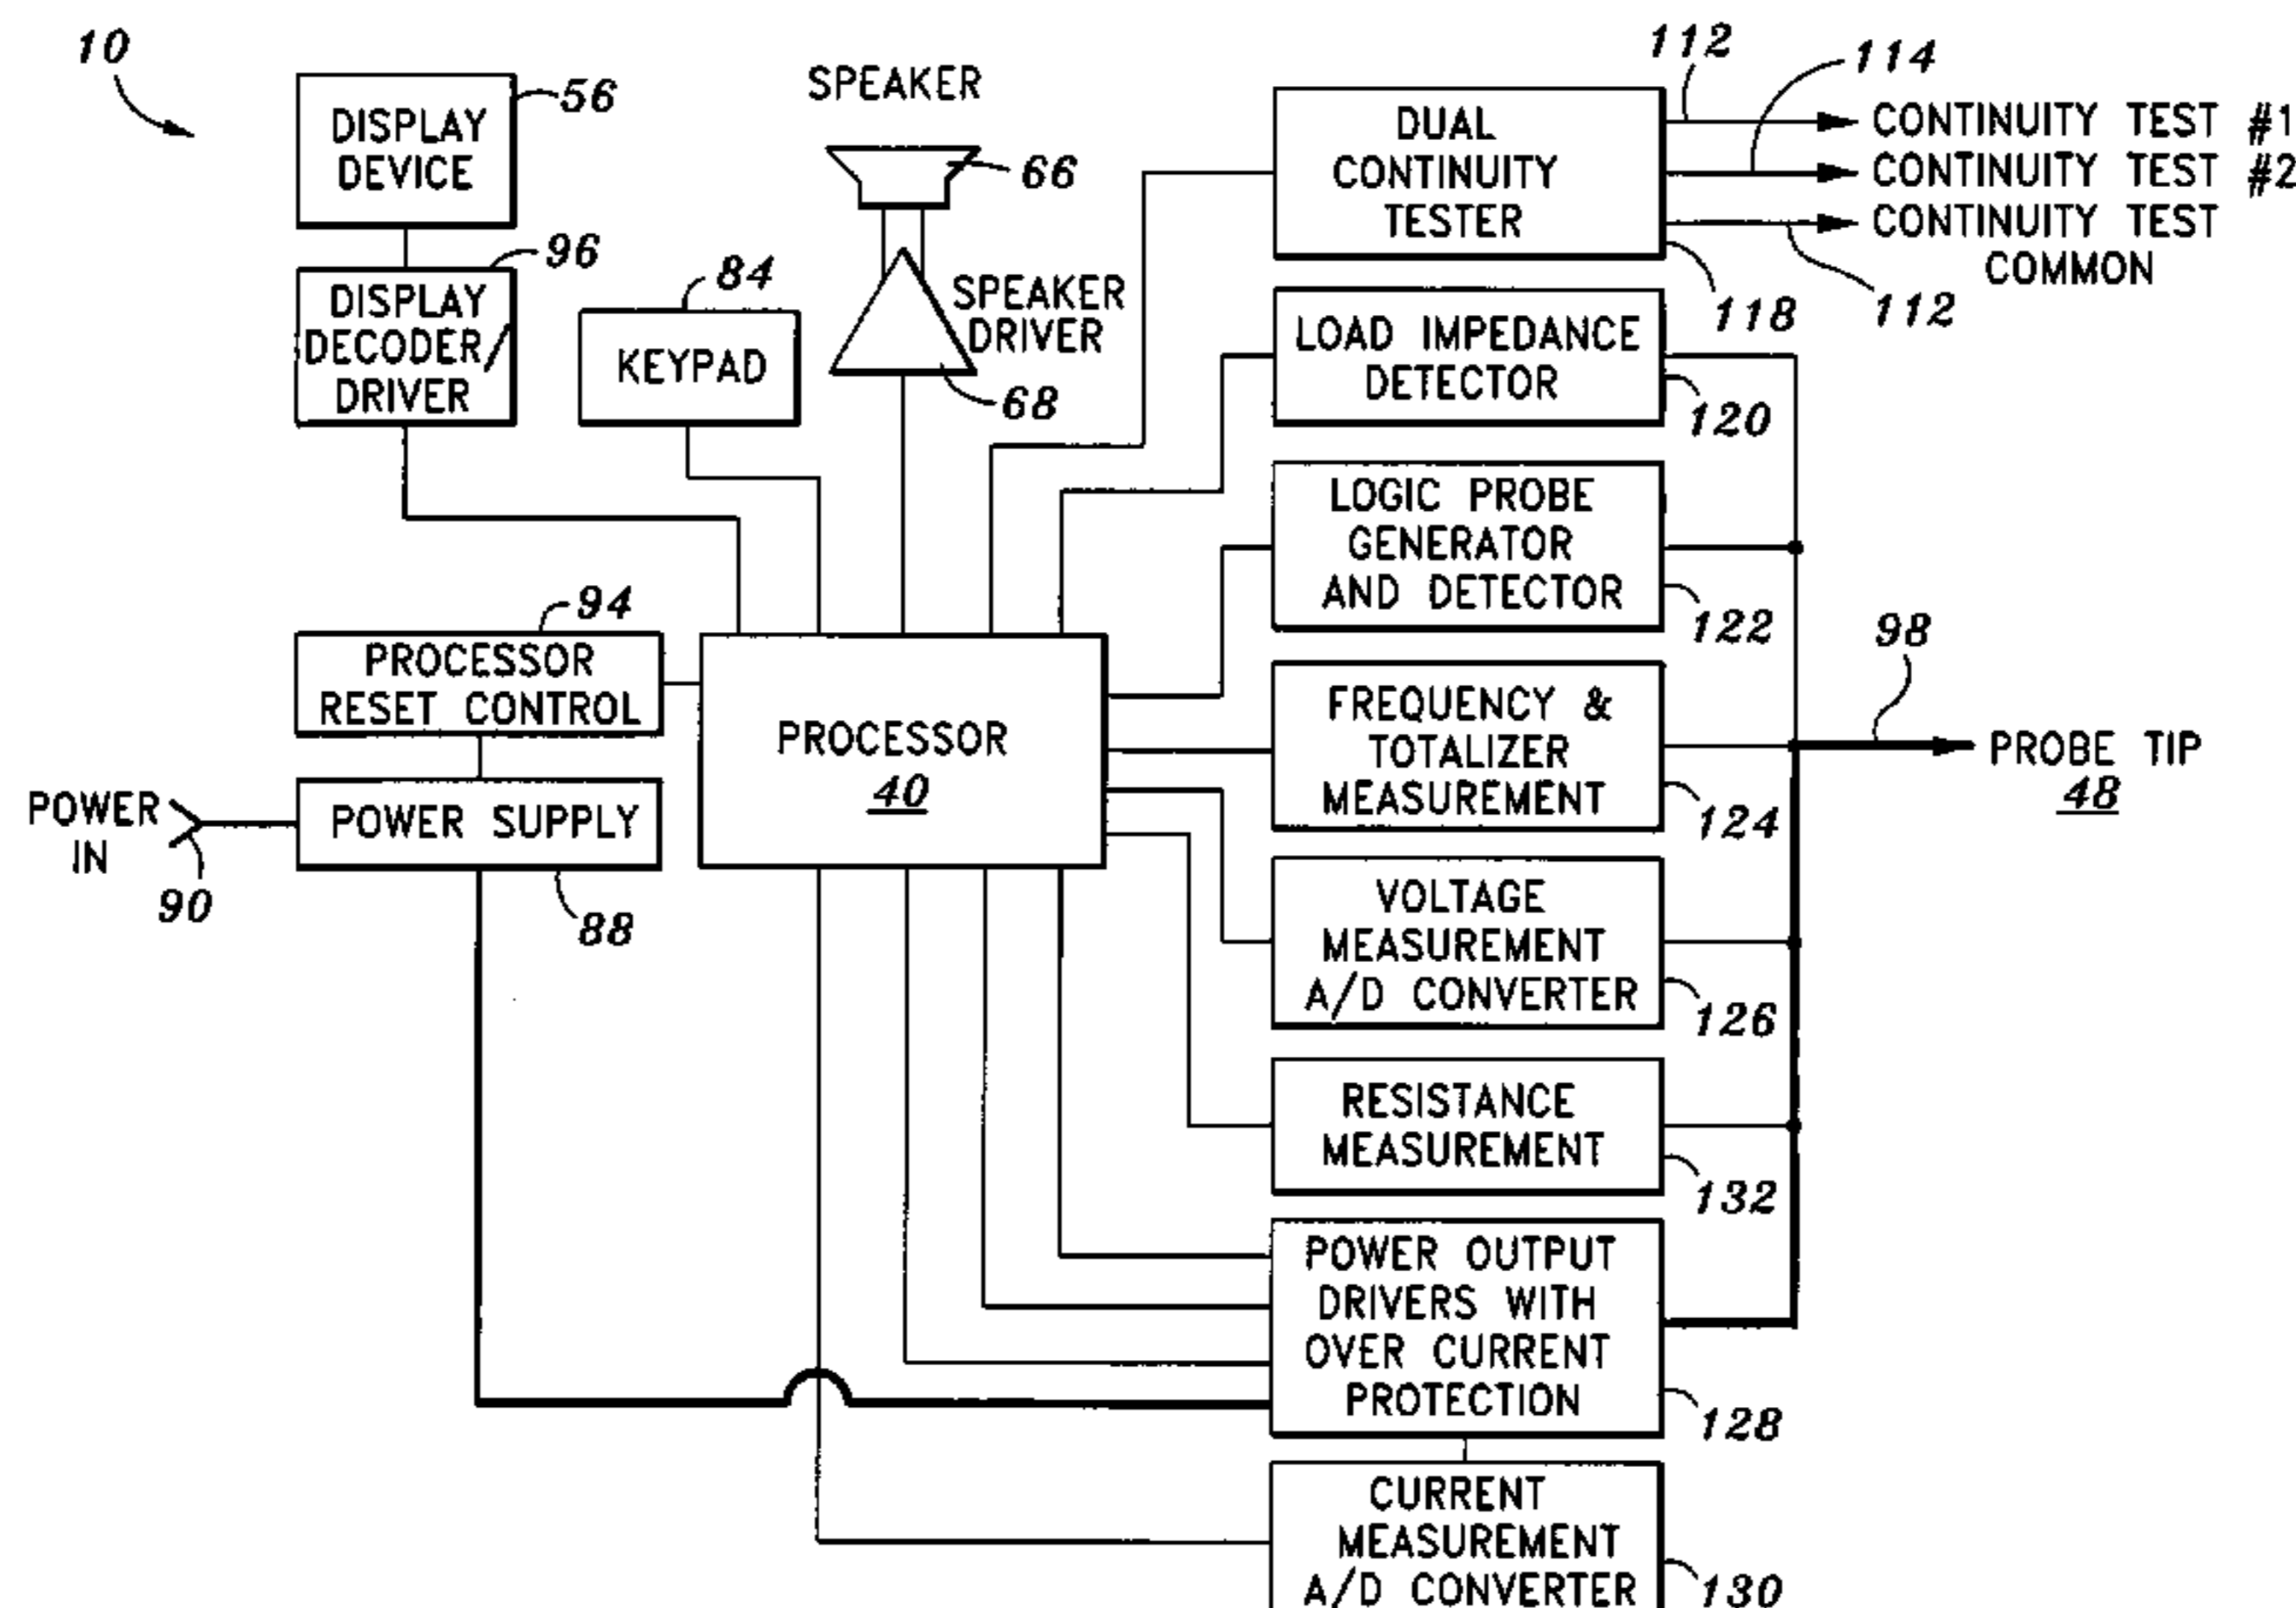 10
DISPLAY
DEVICE
56
DISPLAY
DECODER/
DRIVER
96
KEYPAD
84
SPEAKER
66
SPEAKER
DRIVER
68
DUAL
CONTINUITY
TESTER
118
112
114
CONTINUITY TEST #1
CONTINUITY TEST #2
CONTINUITY TEST
COMMON
112
LOAD IMPEDANCE
DETECTOR
120
LOGIC PROBE
GENERATOR
AND DETECTOR
122
PROCESSOR
RESET CONTROL
94
PROCESSOR
40
POWER
IN
90
POWER SUPPLY
88
FREQUENCY &
TOTALIZER
MEASUREMENT
124
98
PROBE TIP
48
VOLTAGE
MEASUREMENT
A/D CONVERTER
126
RESISTANCE
MEASUREMENT
132
POWER OUTPUT
DRIVERS WITH
OVER CURRENT
PROTECTION
128
CURRENT
MEASUREMENT
A/D CONVERTER
130